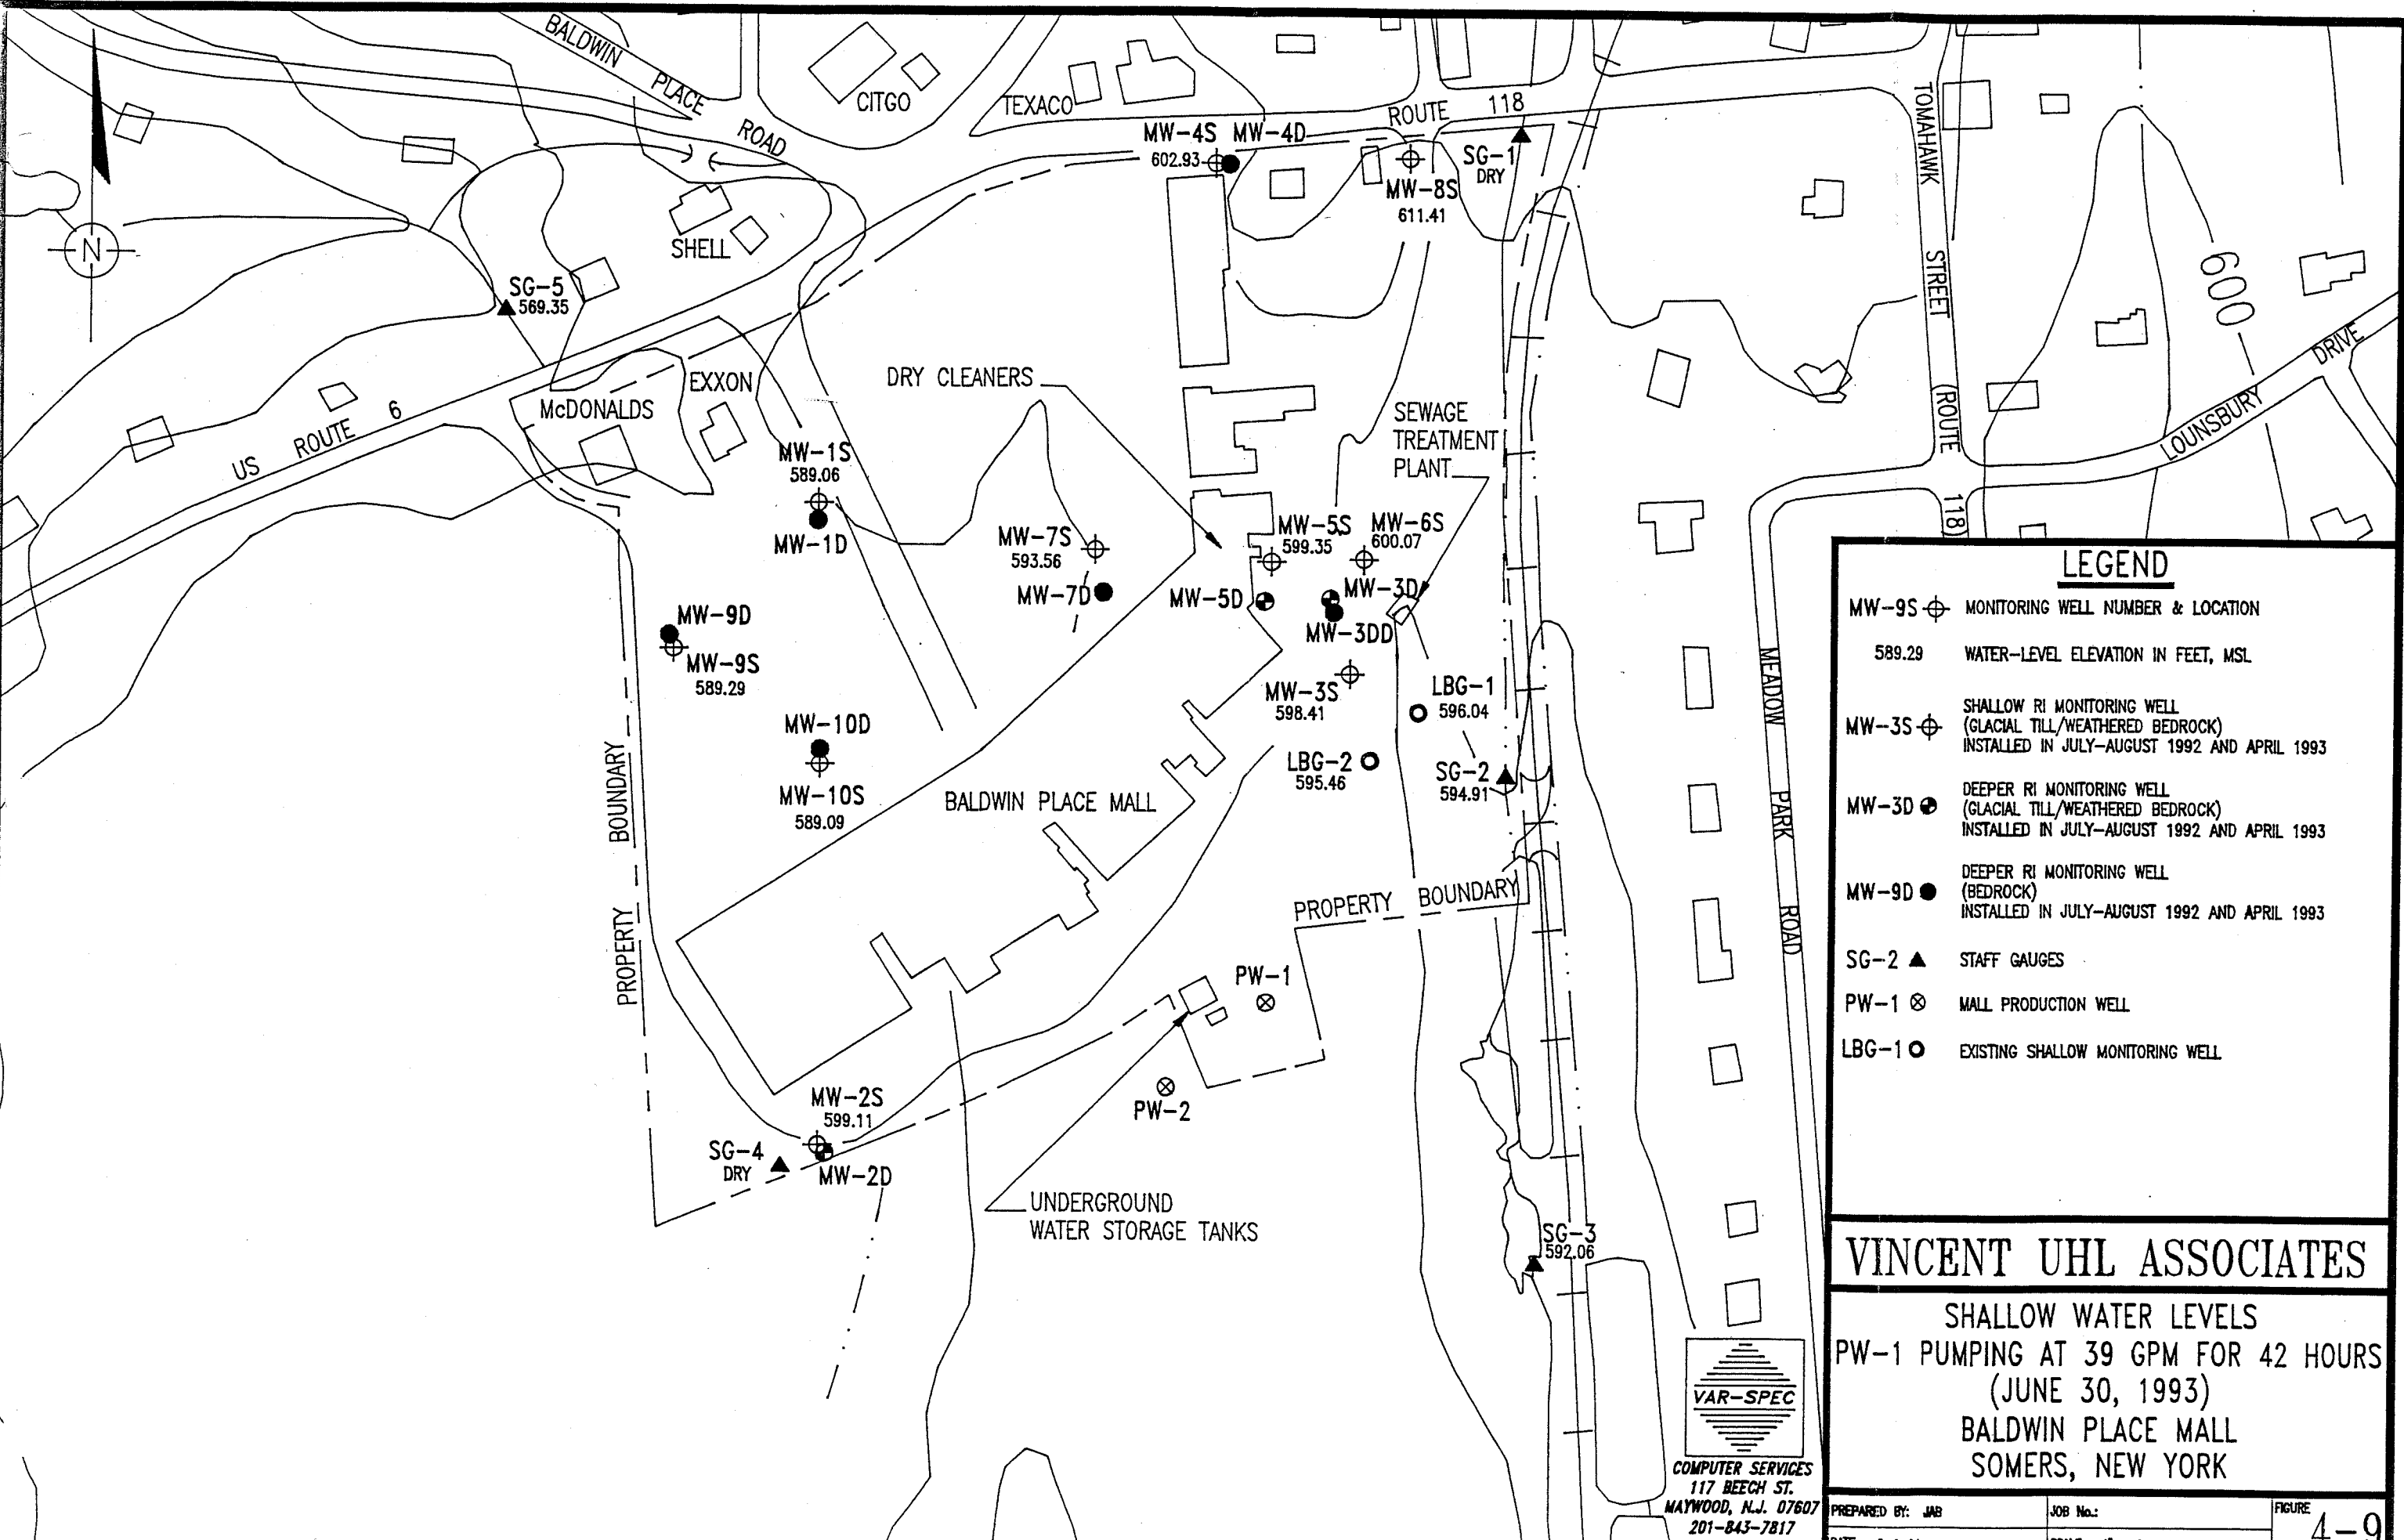 BALDWIN PLACE ROAD
CITGO
TEXACO
ROUTE 118
MW-4S MW-4D
602.93
SG-1
DRY
MW-8S
611.41
TOMAHAWK STREET (ROUTE 118)
600
LOUNSBURY DRIVE
N
SHELL
SG-5
569.35
US ROUTE 6
McDONALDS
EXXON
DRY CLEANERS
SEWAGE
TREATMENT
PLANT
MW-1S
589.06
MW-1D
MW-7S
593.56
MW-7D
MW-5S
599.35
MW-6S
600.07
MW-5D
MW-3D
MW-3DD
MW-9D
MW-9S
589.29
MW-3S
598.41
LBG-1
596.04
MW-10D
MW-10S
589.09
LBG-2
595.46
SG-2
594.91
BALDWIN PLACE MALL
MEADOW PARK ROAD
PROPERTY BOUNDARY
PROPERTY BOUNDARY
PW-1
PW-2
MW-2S
599.11
SG-4
DRY
MW-2D
UNDERGROUND
WATER STORAGE TANKS
SG-3
592.06
LEGEND
MW-9S MONITORING WELL NUMBER & LOCATION
589.29 WATER-LEVEL ELEVATION IN FEET, MSL
MW-3S SHALLOW RI MONITORING WELL
(GLACIAL TILL/WEATHERED BEDROCK)
INSTALLED IN JULY-AUGUST 1992 AND APRIL 1993
MW-3D DEEPER RI MONITORING WELL
(GLACIAL TILL/WEATHERED BEDROCK)
INSTALLED IN JULY-AUGUST 1992 AND APRIL 1993
MW-9D DEEPER RI MONITORING WELL
(BEDROCK)
INSTALLED IN JULY-AUGUST 1992 AND APRIL 1993
SG-2 STAFF GAUGES
PW-1 MALL PRODUCTION WELL
LBG-1 EXISTING SHALLOW MONITORING WELL
VINCENT UHL ASSOCIATES
SHALLOW WATER LEVELS
PW-1 PUMPING AT 39 GPM FOR 42 HOURS
(JUNE 30, 1993)
BALDWIN PLACE MALL
SOMERS, NEW YORK
VAR-SPEC
COMPUTER SERVICES
117 BEECH ST.
MAYWOOD, N.J. 07607
201-843-7817
PREPARED BY: JAB
JOB No.:
FIGURE 4-9